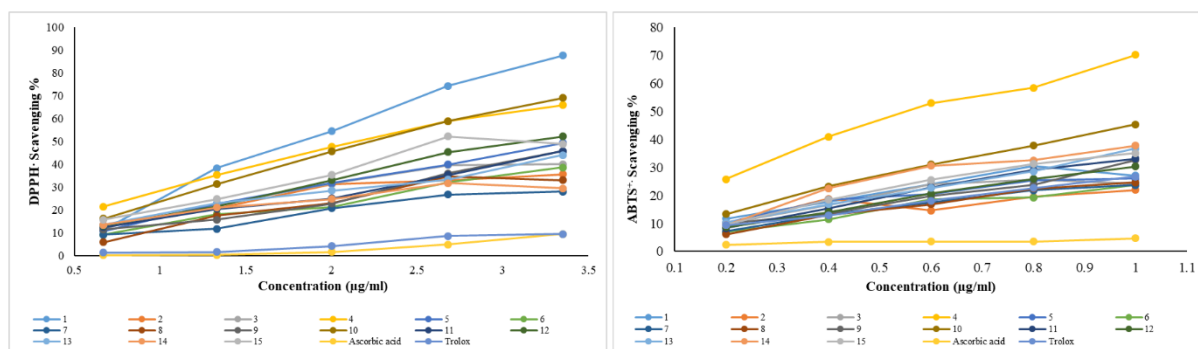 100
90
80
70
60
50
40
30
20
10
0
DPPH· Scavenging %
0.5 1 1.5 2 2.5 3 3.5
Concentration (µg/ml)
1 2 3 4 5 6
7 8 9 10 11 12
13 14 15 Ascorbic acid Trolox
80
70
60
50
40
30
20
10
0
ABTS·⁺ Scavenging %
0.1 0.2 0.3 0.4 0.5 0.6 0.7 0.8 0.9 1 1.1
Concentration (µg/ml)
1 2 3 4 5 6
7 8 9 10 11 12
13 14 15 Ascorbic acid Trolox